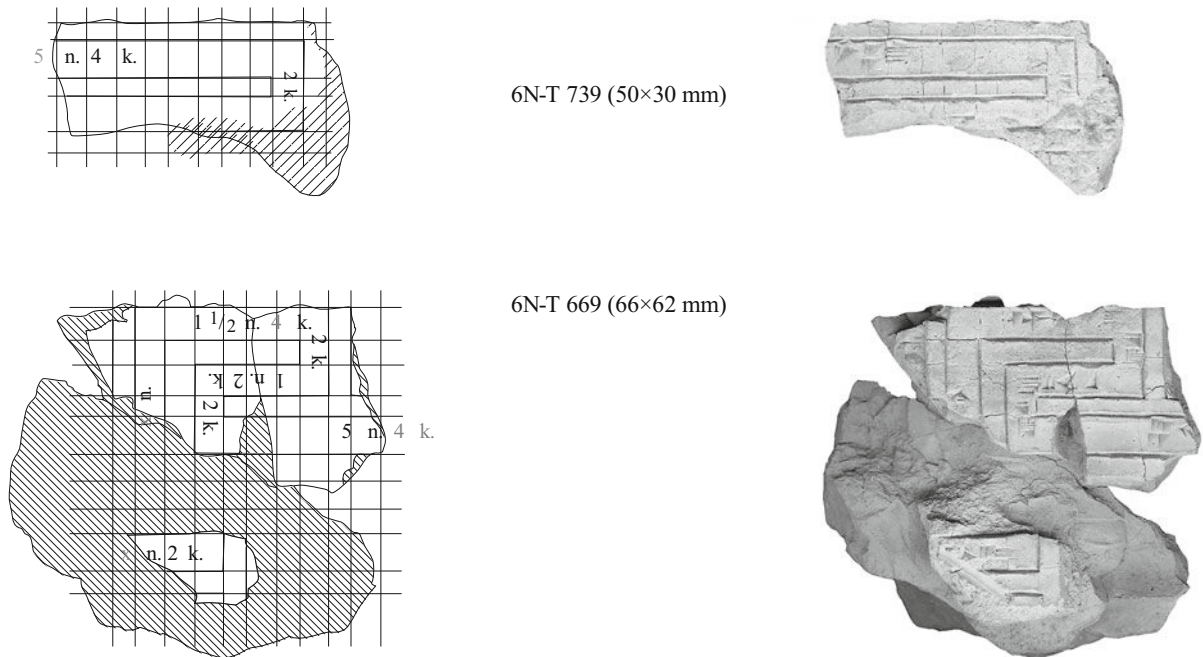 5 n. 4 k.
2 k.
6N-T 739 (50×30 mm)
6N-T 669 (66×62 mm)
1 1/2 n. 4 k.
2 k.
1 n. 2 k.
2 k.
n.
5 n. 4 k.
n. 2 k.